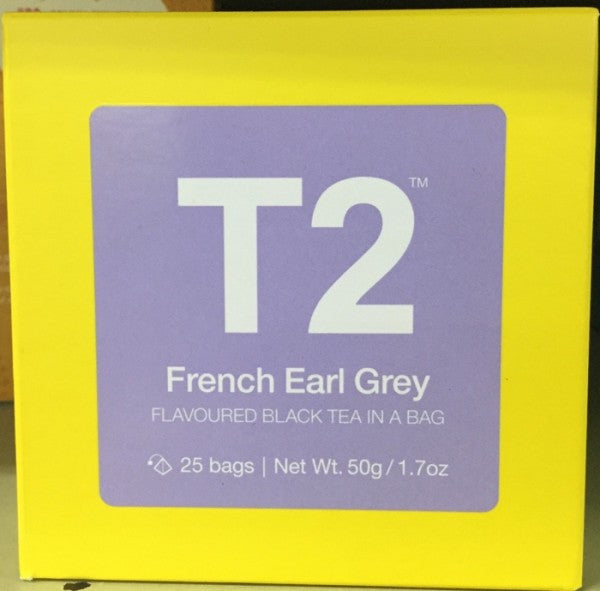 T2™
French Earl Grey
FLAVOURED BLACK TEA IN A BAG
25 bags | Net Wt. 50g / 1.7oz